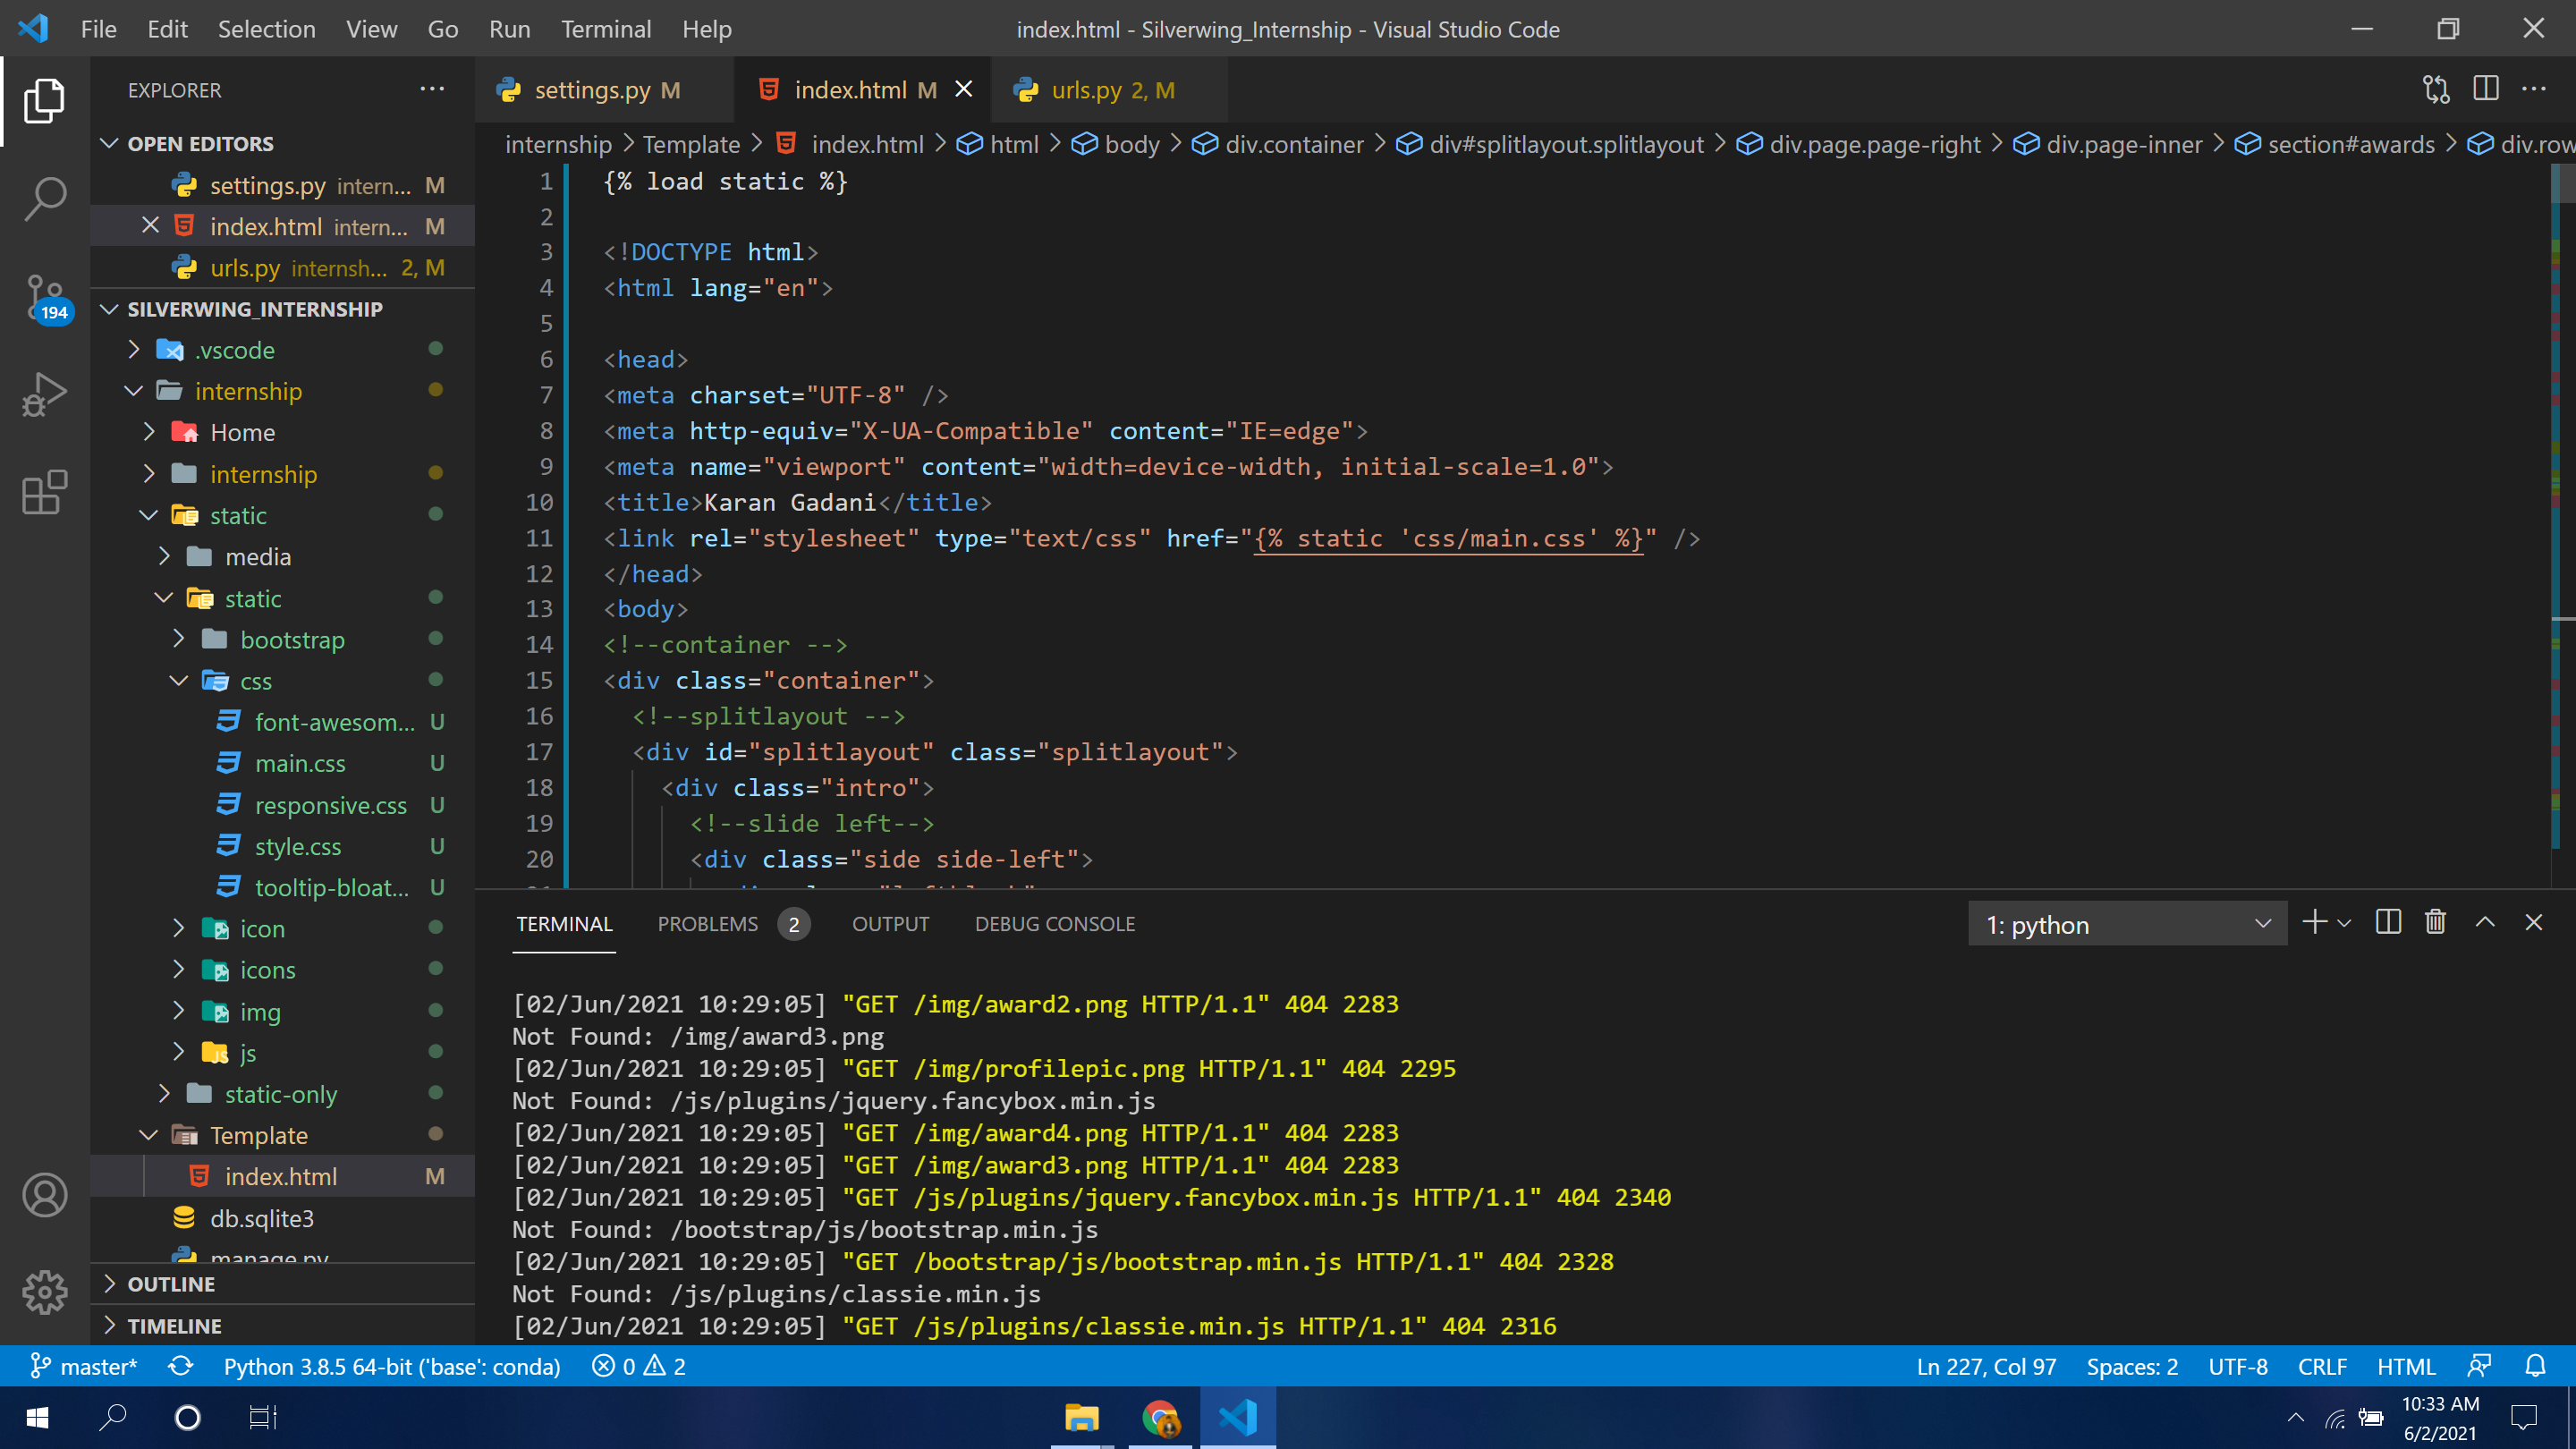 File Edit Selection View Go Run Terminal Help
index.html - Silverwing_Internship - Visual Studio Code
EXPLORER
OPEN EDITORS
settings.py intern... M
index.html intern... M
urls.py internsh... 2, M
SILVERWING_INTERNSHIP
194
.vscode
internship
Home
internship
static
media
static
bootstrap
css
font-awesom... U
main.css U
responsive.css U
style.css U
tooltip-bloat... U
icon
icons
img
js
static-only
Template
index.html M
db.sqlite3
manage.py
OUTLINE
TIMELINE
settings.py M
index.html M
urls.py 2, M
internship > Template > index.html > html > body > div.container > div#splitlayout.splitlayout > div.page.page-right > div.page-inner > section#awards > div.row
1 {% load static %}
2
3 <!DOCTYPE html>
4 <html lang="en">
5
6 <head>
7 <meta charset="UTF-8" />
8 <meta http-equiv="X-UA-Compatible" content="IE=edge">
9 <meta name="viewport" content="width=device-width, initial-scale=1.0">
10 <title>Karan Gadani</title>
11 <link rel="stylesheet" type="text/css" href="{% static 'css/main.css' %}" />
12 </head>
13 <body>
14 <!--container -->
15 <div class="container">
16 <!--splitlayout -->
17 <div id="splitlayout" class="splitlayout">
18 <div class="intro">
19 <!--slide left-->
20 <div class="side side-left">
TERMINAL PROBLEMS 2 OUTPUT DEBUG CONSOLE
1: python
[02/Jun/2021 10:29:05] "GET /img/award2.png HTTP/1.1" 404 2283
Not Found: /img/award3.png
[02/Jun/2021 10:29:05] "GET /img/profilepic.png HTTP/1.1" 404 2295
Not Found: /js/plugins/jquery.fancybox.min.js
[02/Jun/2021 10:29:05] "GET /img/award4.png HTTP/1.1" 404 2283
[02/Jun/2021 10:29:05] "GET /img/award3.png HTTP/1.1" 404 2283
[02/Jun/2021 10:29:05] "GET /js/plugins/jquery.fancybox.min.js HTTP/1.1" 404 2340
Not Found: /bootstrap/js/bootstrap.min.js
[02/Jun/2021 10:29:05] "GET /bootstrap/js/bootstrap.min.js HTTP/1.1" 404 2328
Not Found: /js/plugins/classie.min.js
[02/Jun/2021 10:29:05] "GET /js/plugins/classie.min.js HTTP/1.1" 404 2316
master* Python 3.8.5 64-bit ('base': conda) 0 2
Ln 227, Col 97 Spaces: 2 UTF-8 CRLF HTML
10:33 AM
6/2/2021